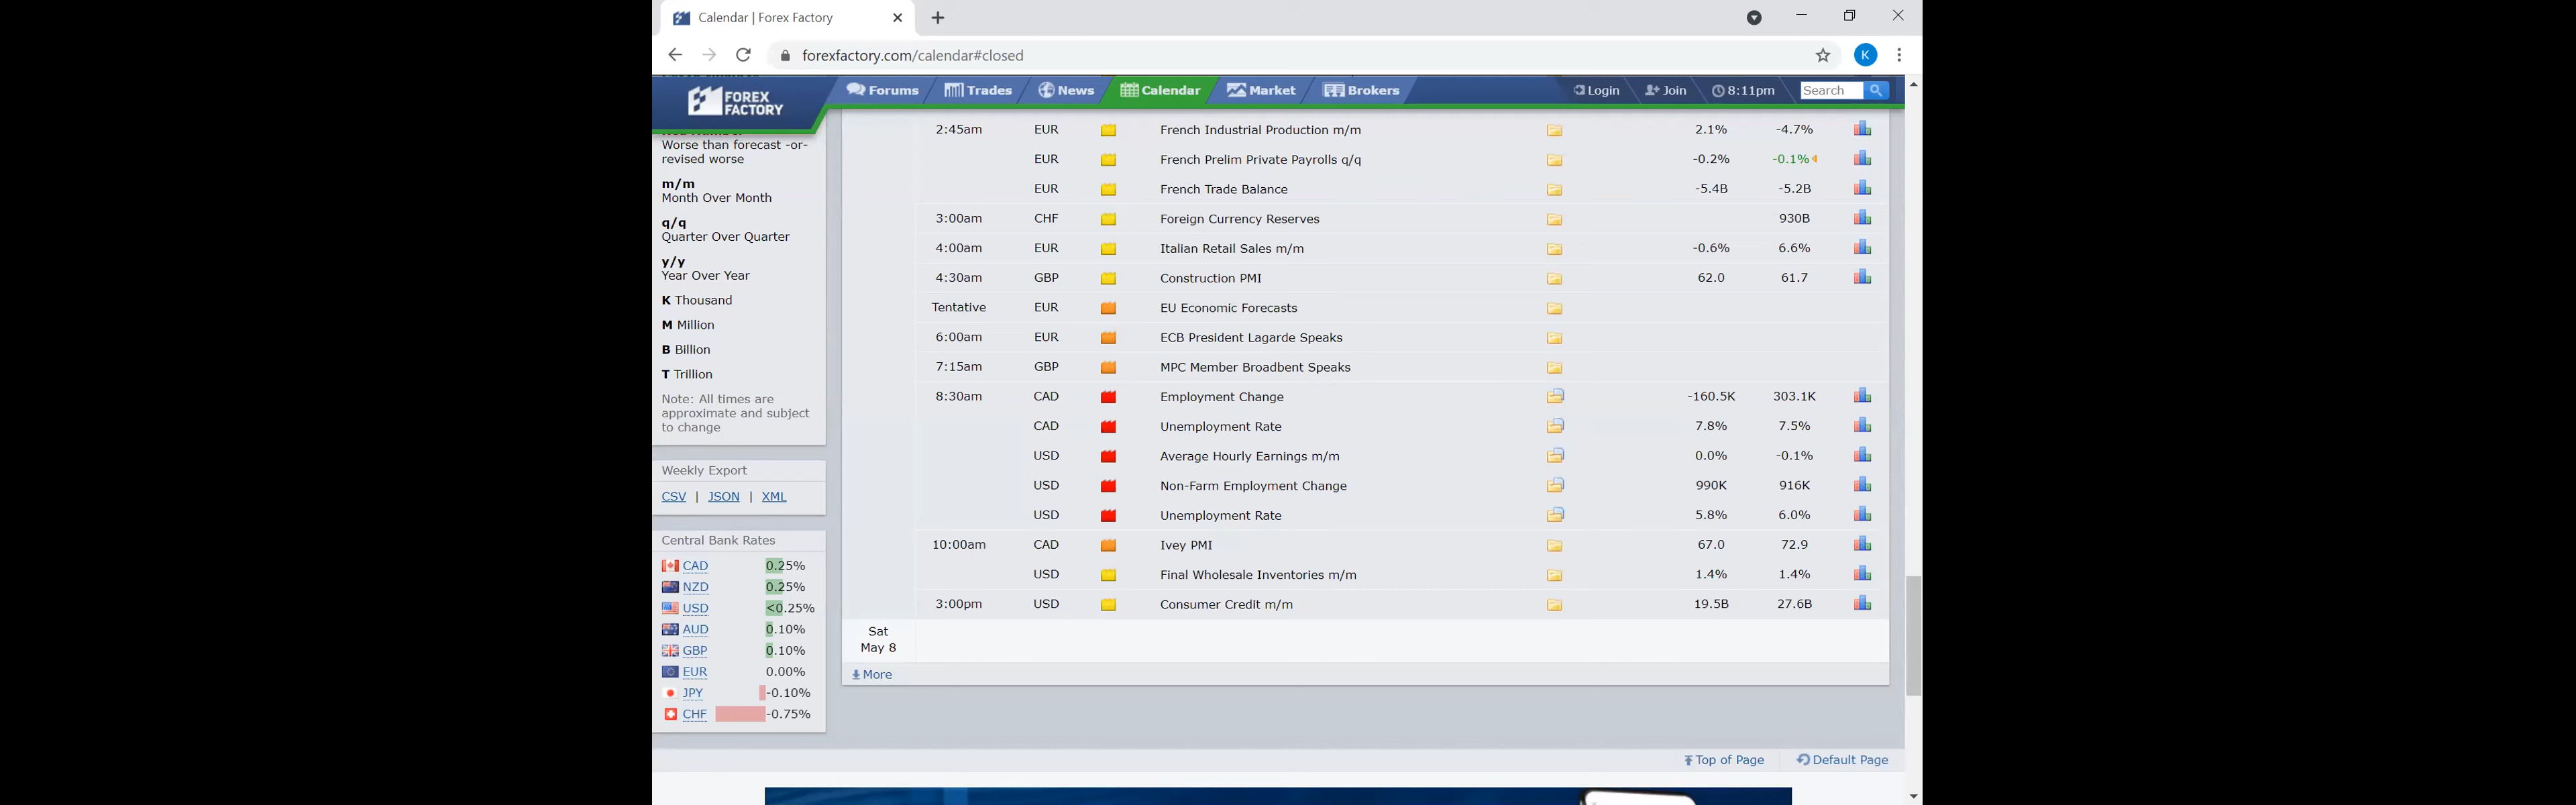 Calendar | Forex Factory
forexfactory.com/calendar#closed
K
FOREX FACTORY
Forums Trades News Calendar Market Brokers Login Join 8:11pm Search
Worse than forecast -or-
revised worse
m/m
Month Over Month
q/q
Quarter Over Quarter
y/y
Year Over Year
K Thousand
M Million
B Billion
T Trillion
Note: All times are
approximate and subject
to change
Weekly Export
CSV | JSON | XML
Central Bank Rates
CAD 0.25%
NZD 0.25%
USD <0.25%
AUD 0.10%
GBP 0.10%
EUR 0.00%
JPY -0.10%
CHF -0.75%
2:45am EUR French Industrial Production m/m 2.1% -4.7%
EUR French Prelim Private Payrolls q/q -0.2% -0.1%
EUR French Trade Balance -5.4B -5.2B
3:00am CHF Foreign Currency Reserves 930B
4:00am EUR Italian Retail Sales m/m -0.6% 6.6%
4:30am GBP Construction PMI 62.0 61.7
Tentative EUR EU Economic Forecasts
6:00am EUR ECB President Lagarde Speaks
7:15am GBP MPC Member Broadbent Speaks
8:30am CAD Employment Change -160.5K 303.1K
CAD Unemployment Rate 7.8% 7.5%
USD Average Hourly Earnings m/m 0.0% -0.1%
USD Non-Farm Employment Change 990K 916K
USD Unemployment Rate 5.8% 6.0%
10:00am CAD Ivey PMI 67.0 72.9
USD Final Wholesale Inventories m/m 1.4% 1.4%
3:00pm USD Consumer Credit m/m 19.5B 27.6B
Sat
May 8
More
Top of Page Default Page